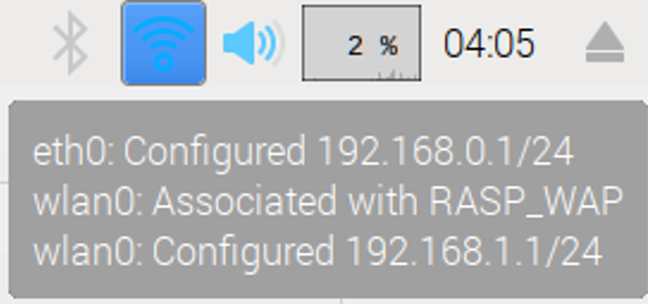 2 % 04:05
eth0: Configured 192.168.0.1/24
wlan0: Associated with RASP_WAP
wlan0: Configured 192.168.1.1/24